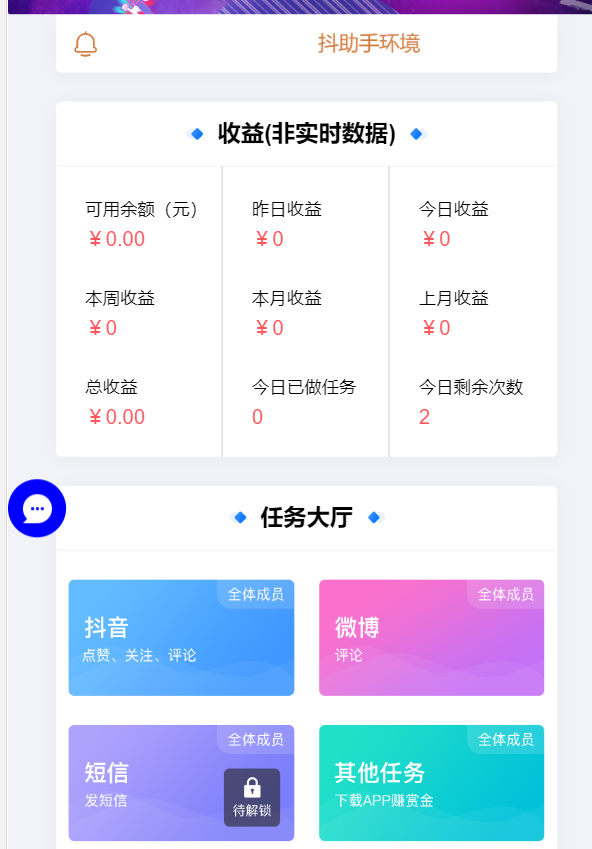 抖助手环境
收益(非实时数据)
可用余额（元） 昨日收益 今日收益
￥0.00 ￥0 ￥0
本周收益 本月收益 上月收益
￥0 ￥0 ￥0
总收益 今日已做任务 今日剩余次数
￥0.00 0 2
任务大厅
全体成员 全体成员
抖音 微博
点赞、关注、评论 评论
全体成员 全体成员
短信 其他任务
发短信 下载APP赚赏金
待解锁